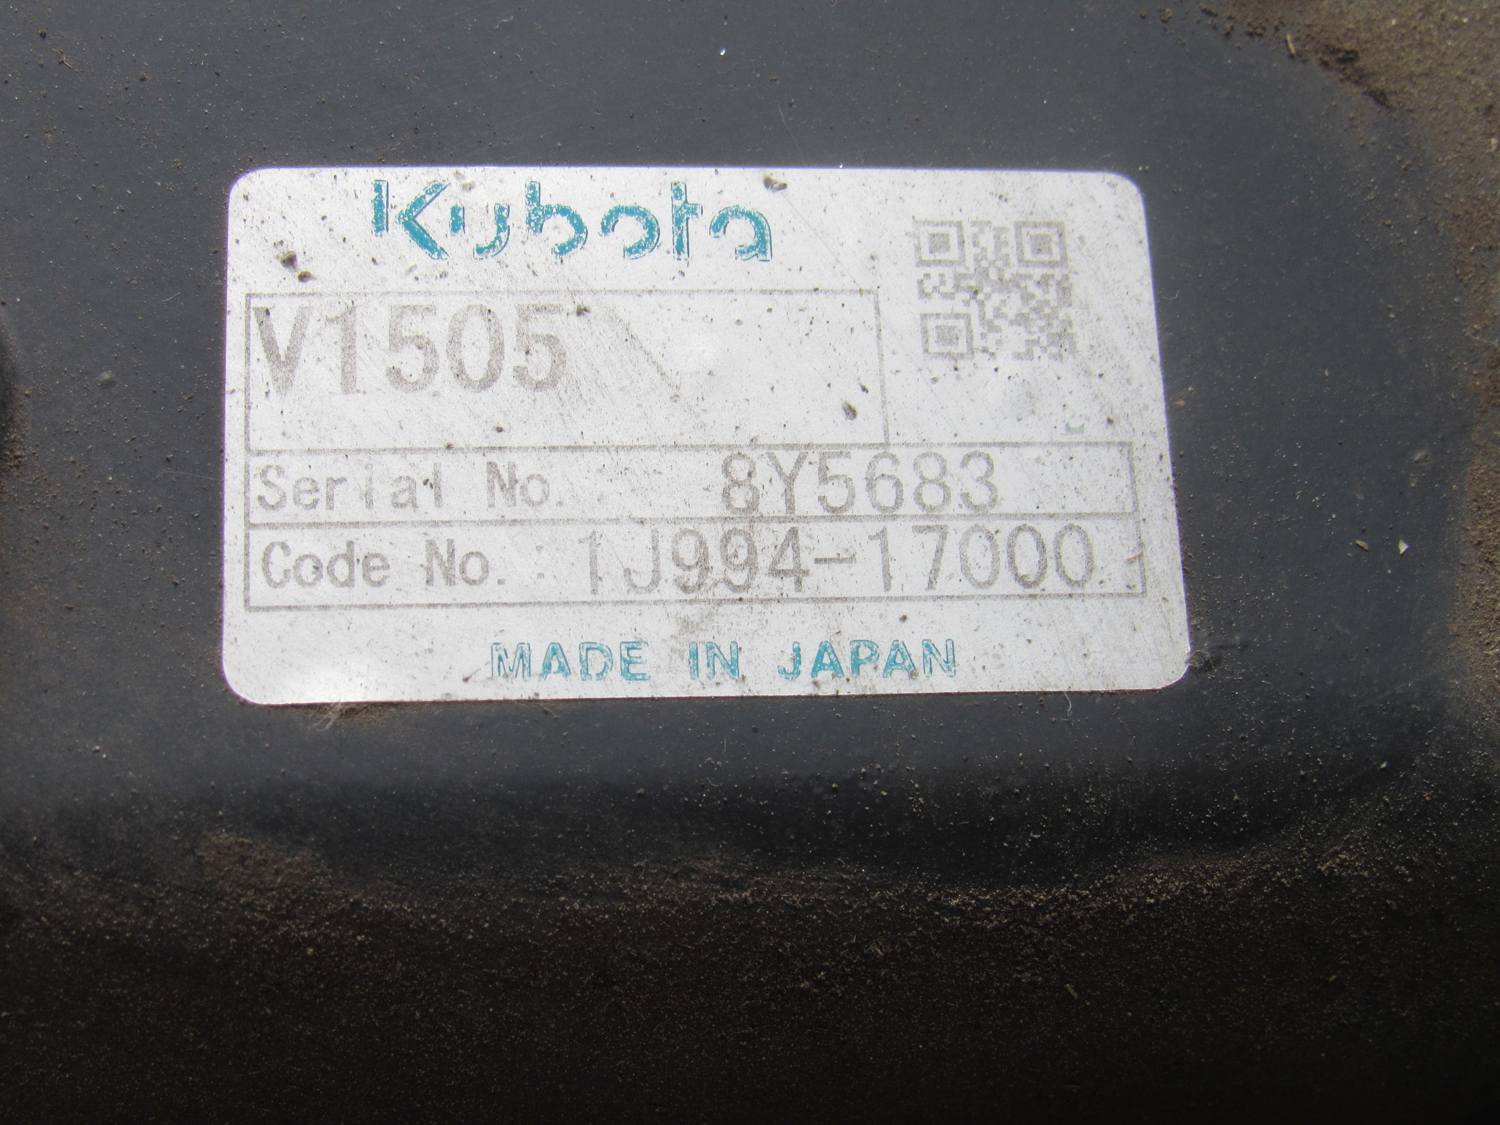 Kubota
V1505
Serial No. 8Y5683
Code No. 1J994-17000
MADE IN JAPAN